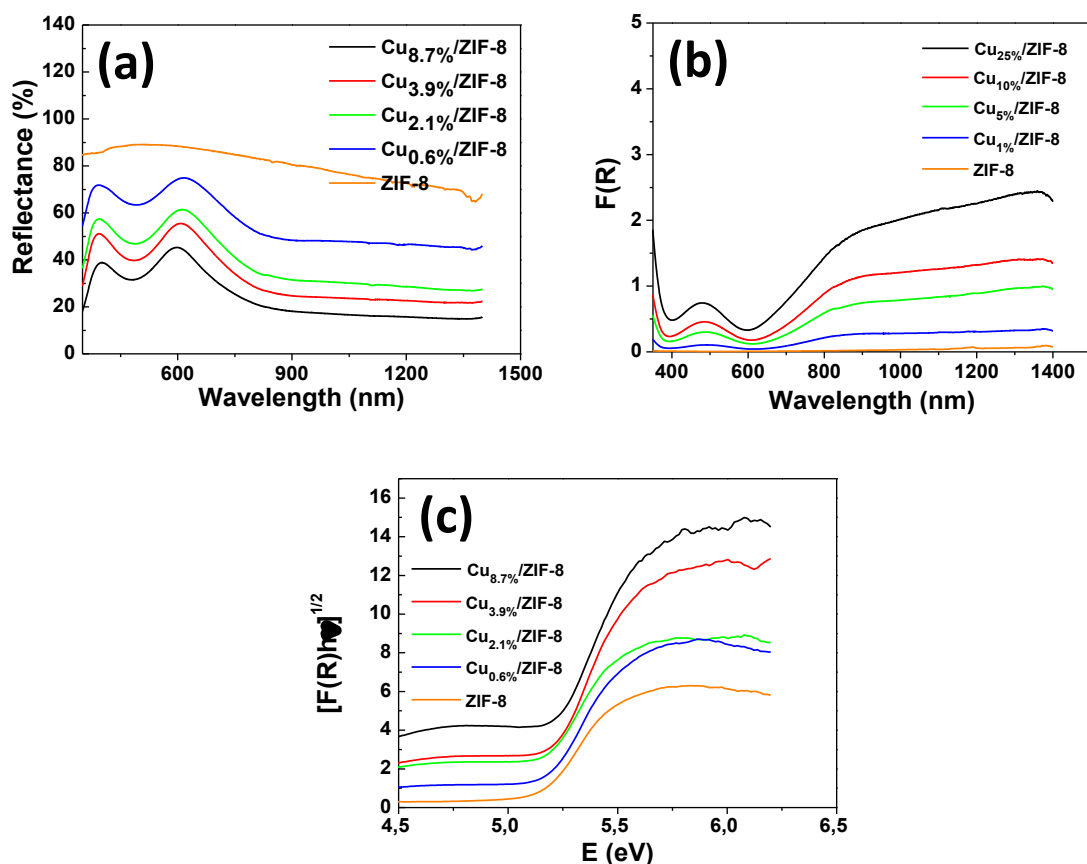 (a)
140
120
100
80
60
40
20
0
Reflectance (%)
Cu8.7%/ZIF-8
Cu3.9%/ZIF-8
Cu2.1%/ZIF-8
Cu0.6%/ZIF-8
ZIF-8
600 900 1200 1500
Wavelength (nm)
(b)
5
4
3
2
1
0
F(R)
Cu25%/ZIF-8
Cu10%/ZIF-8
Cu5%/ZIF-8
Cu1%/ZIF-8
ZIF-8
400 600 800 1000 1200 1400
Wavelength (nm)
(c)
16
14
12
10
8
6
4
2
0
[F(R)h]1/2
Cu8.7%/ZIF-8
Cu3.9%/ZIF-8
Cu2.1%/ZIF-8
Cu0.6%/ZIF-8
ZIF-8
4,5 5,0 5,5 6,0 6,5
E (eV)